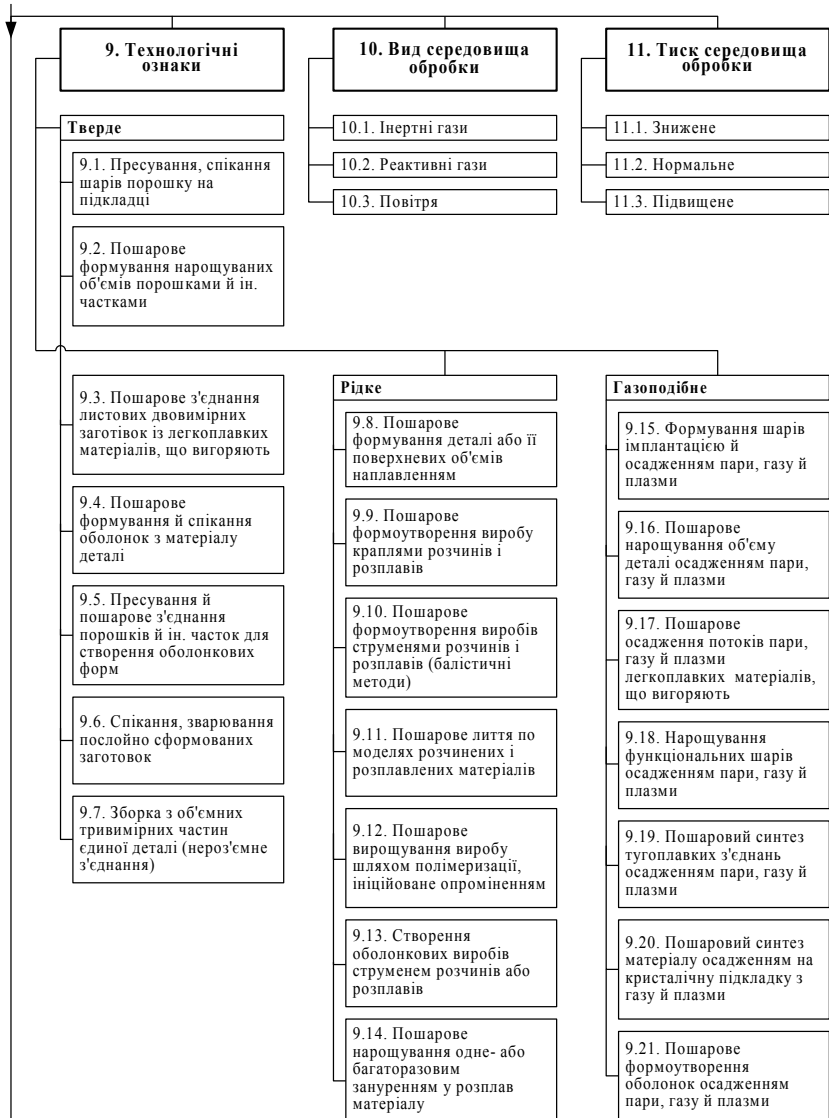 9. Технологічні
ознаки
10. Вид середовища
обробки
11. Тиск середовища
обробки
Тверде
9.1. Пресування, спікання
шарів порошку на
підкладці
9.2. Пошарове
формування нарощуваних
об'ємів порошками й ін.
частками
10.1. Інертні гази
10.2. Реактивні гази
10.3. Повітря
11.1. Знижене
11.2. Нормальне
11.3. Підвищене
9.3. Пошарове з'єднання
листових двовимірних
заготівок із легкоплавких
матеріалів, що вигоряють
9.4. Пошарове
формування й спікання
оболонок з матеріалу
деталі
9.5. Пресування й
пошарове з'єднання
порошків й ін. часток для
створення оболонкових
форм
9.6. Спікання, зварювання
послойно сформованих
заготовок
9.7. Зборка з об'ємних
тривимірних частин
єдиної деталі (нероз'ємне
з'єднання)
Рідке
9.8. Пошарове
формування деталі або її
поверхневих об'ємів
наплавленням
9.9. Пошарове
формоутворення виробу
краплями розчинів і
розплавів
9.10. Пошарове
формоутворення виробів
струменями розчинів і
розплавів (балістичні
методи)
9.11. Пошарове лиття по
моделях розчинених і
розплавлених матеріалів
9.12. Пошарове
вирощування виробу
шляхом полімеризації,
ініційоване опроміненням
9.13. Створення
оболонкових виробів
струменем розчинів або
розплавів
9.14. Пошарове
нарощування одне- або
багаторазовим
зануренням у розплав
матеріалу
Газоподібне
9.15. Формування шарів
імплантацією й
осадженням пари, газу й
плазми
9.16. Пошарове
нарощування об'єму
деталі осадженням пари,
газу й плазми
9.17. Пошарове
осадження потоків пари,
газу й плазми
легкоплавких матеріалів,
що вигоряють
9.18. Нарощування
функціональних шарів
осадженням пари, газу й
плазми
9.19. Пошаровий синтез
тугоплавких з'єднань
осадженням пари, газу й
плазми
9.20. Пошаровий синтез
матеріалу осадженням на
кристалічну підкладку з
газу й плазми
9.21. Пошарове
формоутворення
оболонок осадженням
пари, газу й плазми